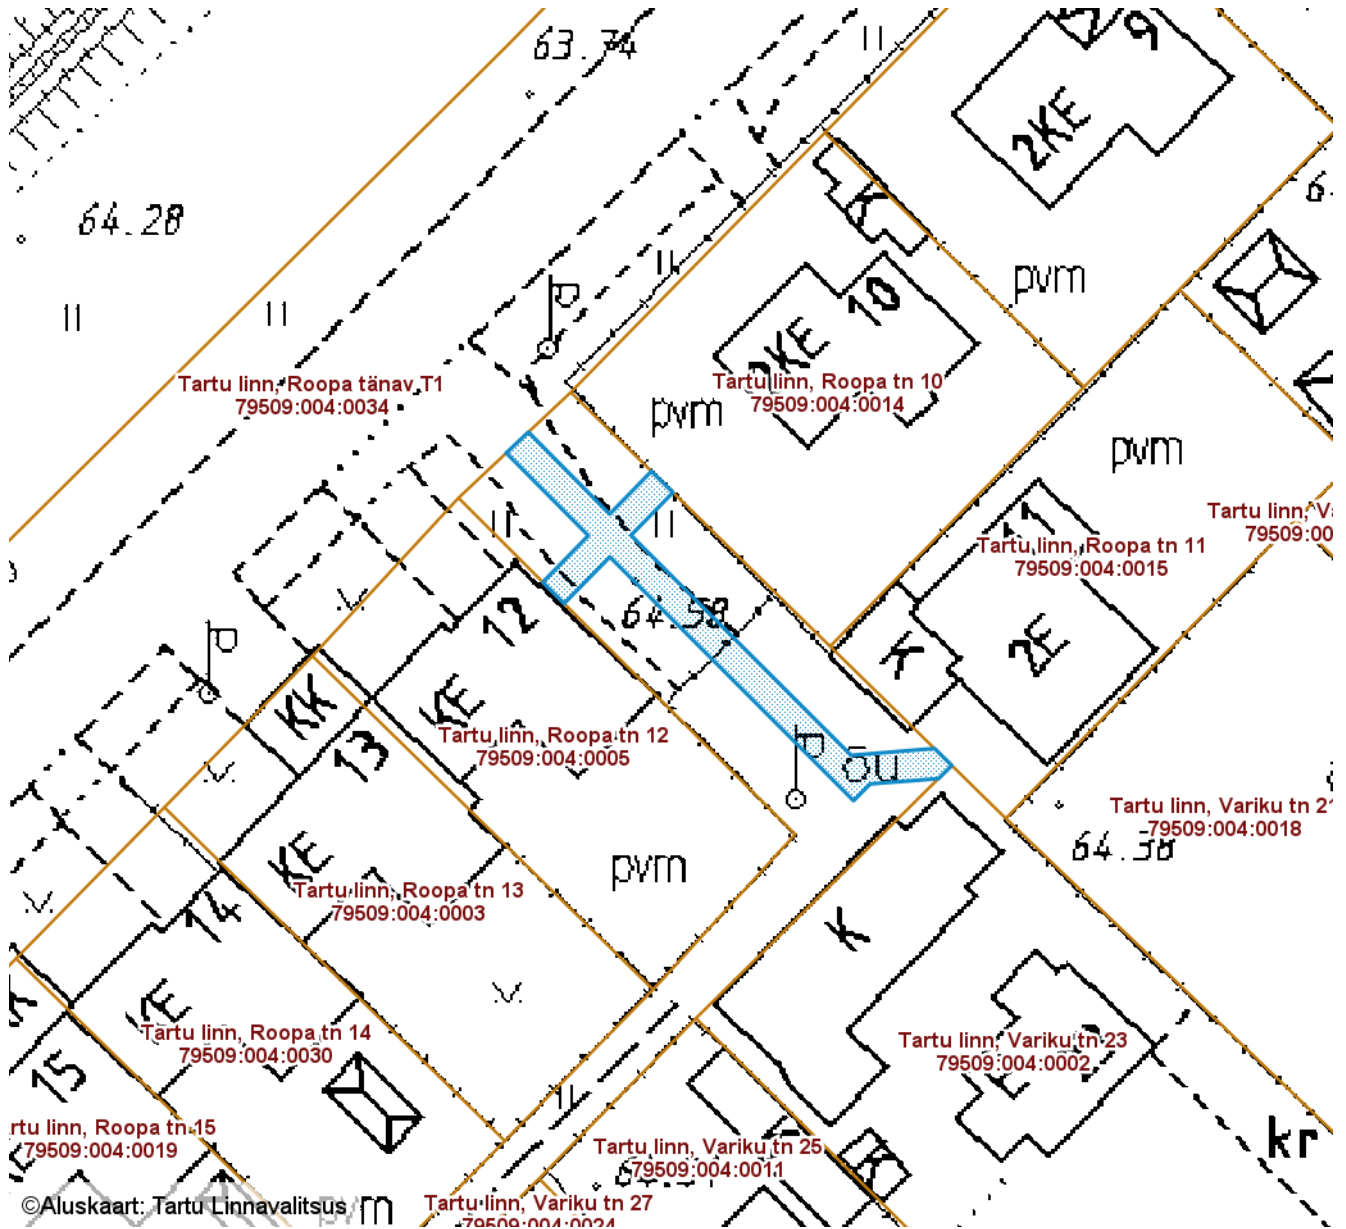 63.74
9
2KE
64.28
K
pvm
10
2KE
Tartu linn, Roopa tänav T1
79509:004:0034
Tartu linn, Roopa tn 10
79509:004:0014
pvm
pvm
11
Tartu linn, Roopa tn 11
79509:004:0015
12
64.58
K
2E
KK
KE
13
Tartu linn, Roopa tn 12
79509:004:0005
õu
Tartu linn, Variku tn 21
79509:004:0018
64.38
KE
pvm
Tartu linn, Roopa tn 13
79509:004:0003
14
K
KE
Tartu linn, Roopa tn 14
79509:004:0030
Tartu linn, Variku tn 23
79509:004:0002
15
rtu linn, Roopa tn 15
79509:004:0019
Tartu linn, Variku tn 25
79509:004:0011
K
kr
©Aluskaart: Tartu Linnavalitsus
pvm
Tartu linn, Variku tn 27
79509:004:0024